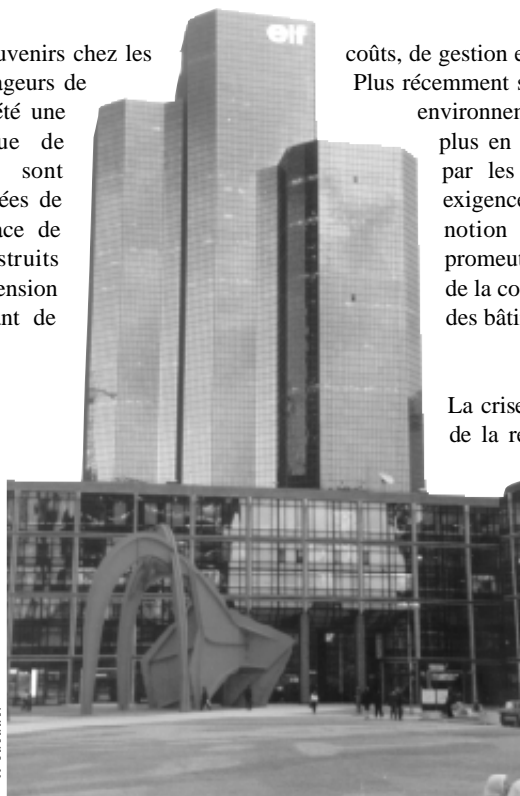 elf
uvenirs chez les
ageurs de
été une
ue de
sont
ées de
ace de
struits
ension
nt de
coûts, de gestion e
Plus récemment s
environnem
plus en
par les
exigence
notion
promeut
de la co
des bâti
La crise
de la re